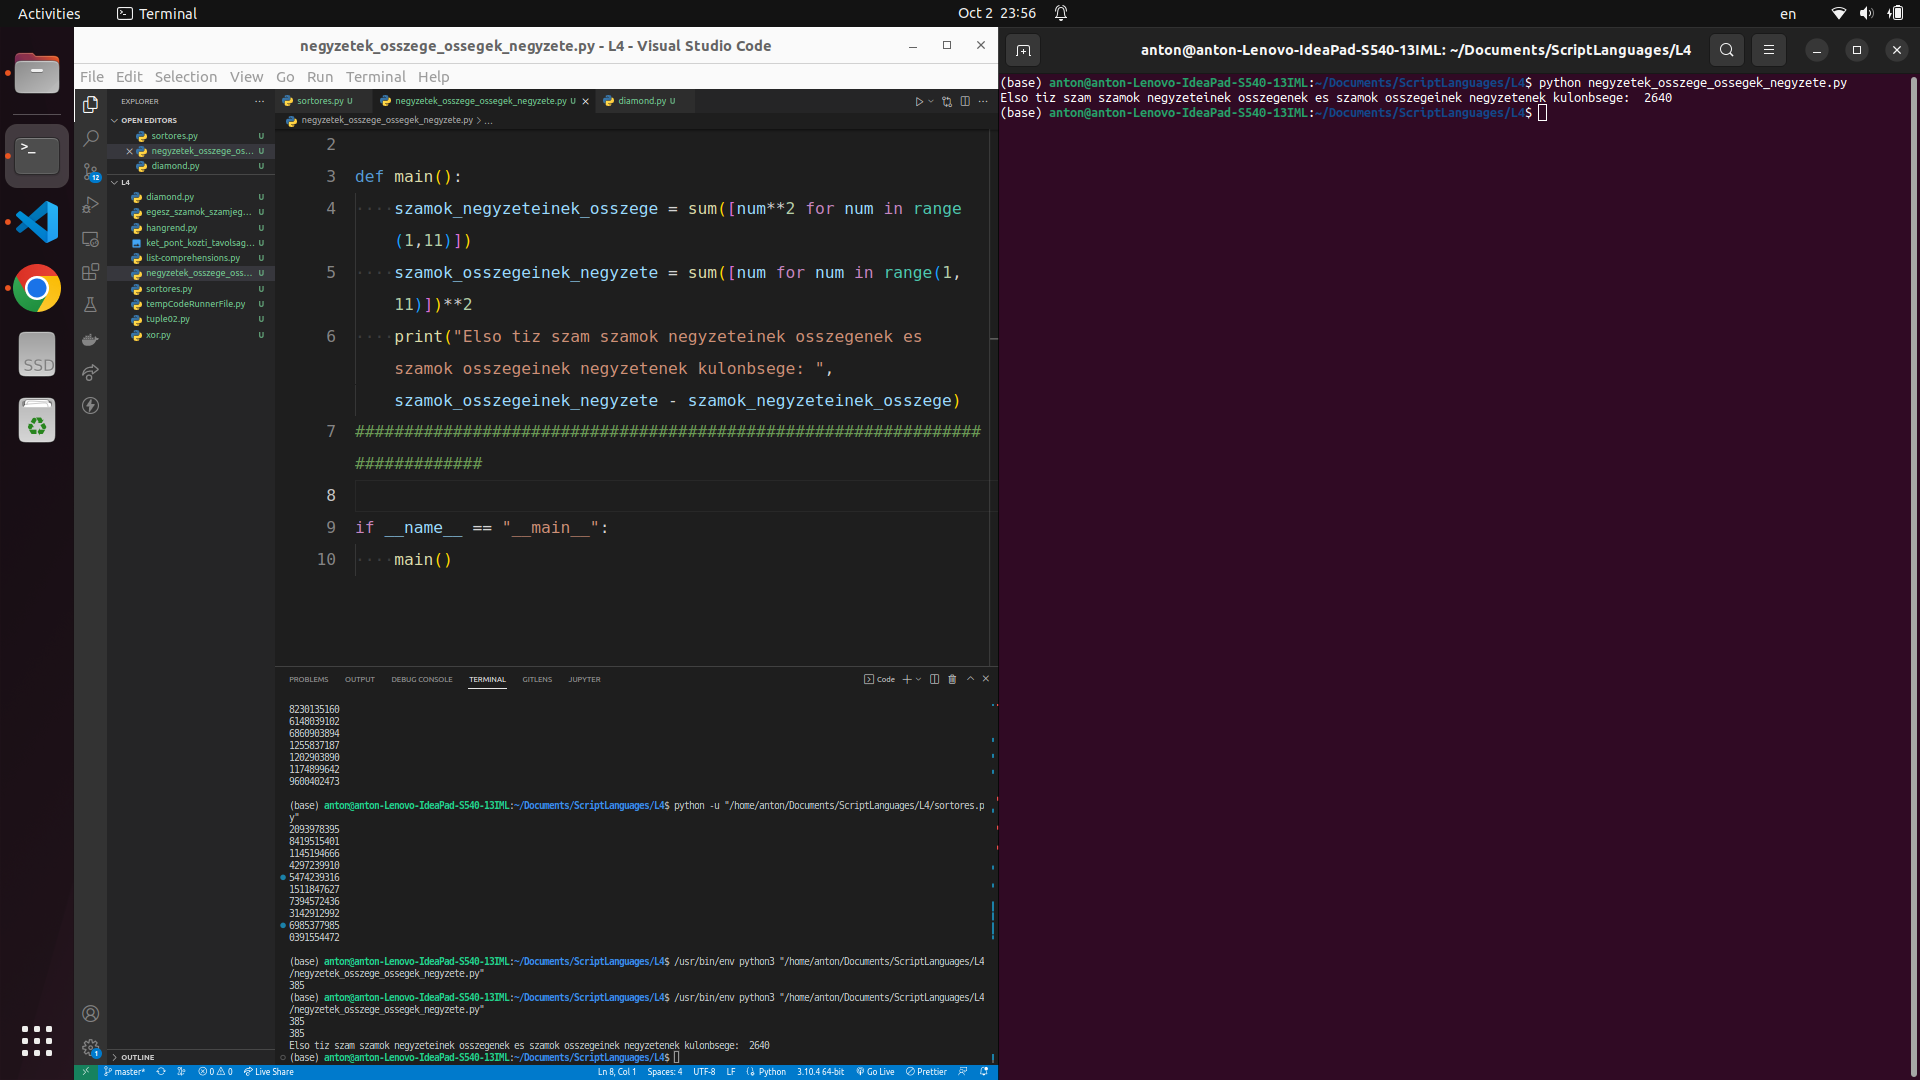 Activities
Terminal
Oct 2 23:56
en
negyzetek_osszege_ossegek_negyzete.py - L4 - Visual Studio Code
File Edit Selection View Go Run Terminal Help
EXPLORER
OPEN EDITORS
sortores.py U
negyzetek_osszege_os... U
diamond.py U
L4
diamond.py U
egesz_szamok_szamjeg... U
hangrend.py U
ket_pont_kozti_tavolsag... U
list-comprehensions.py U
negyzetek_osszege_oss... U
sortores.py U
tempCodeRunnerFile.py U
tuple02.py U
xor.py U
OUTLINE
12
1
SSD
sortores.py U
negyzetek_osszege_ossegek_negyzete.py U
diamond.py U
negyzetek_osszege_ossegek_negyzete.py > ...
2
3 def main():
4 ····szamok_negyzeteinek_osszege = sum([num**2 for num in range
(1,11)])
5 ····szamok_osszegeinek_negyzete = sum([num for num in range(1,
11)])**2
6 ····print("Elso tiz szam szamok negyzeteinek osszegenek es
szamok osszegeinek negyzetenek kulonbsege: ",
szamok_osszegeinek_negyzete - szamok_negyzeteinek_osszege)
7 ################################################################
#############
8
9 if __name__ == "__main__":
10 ····main()
PROBLEMS OUTPUT DEBUG CONSOLE TERMINAL GITLENS JUPYTER
Code
8230135160
6148039102
6860903894
1255837187
1202903890
1174899642
9600402473
(base) anton@anton-Lenovo-IdeaPad-S540-13IML:~/Documents/ScriptLanguages/L4$ python -u "/home/anton/Documents/ScriptLanguages/L4/sortores.p
y"
2093978395
8419515401
1145194666
4297239910
5474239316
1511847627
7394572436
3142912992
6985377985
0391554472
(base) anton@anton-Lenovo-IdeaPad-S540-13IML:~/Documents/ScriptLanguages/L4$ /usr/bin/env python3 "/home/anton/Documents/ScriptLanguages/L4
/negyzetek_osszege_ossegek_negyzete.py"
385
(base) anton@anton-Lenovo-IdeaPad-S540-13IML:~/Documents/ScriptLanguages/L4$ /usr/bin/env python3 "/home/anton/Documents/ScriptLanguages/L4
/negyzetek_osszege_ossegek_negyzete.py"
385
385
Elso tiz szam szamok negyzeteinek osszegenek es szamok osszegeinek negyzetenek kulonbsege:  2640
(base) anton@anton-Lenovo-IdeaPad-S540-13IML:~/Documents/ScriptLanguages/L4$
master* 0 0 Live Share Ln 8, Col 1 Spaces: 4 UTF-8 LF Python 3.10.4 64-bit Go Live Prettier
anton@anton-Lenovo-IdeaPad-S540-13IML: ~/Documents/ScriptLanguages/L4
(base) anton@anton-Lenovo-IdeaPad-S540-13IML:~/Documents/ScriptLanguages/L4$ python negyzetek_osszege_ossegek_negyzete.py
Elso tiz szam szamok negyzeteinek osszegenek es szamok osszegeinek negyzetenek kulonbsege:  2640
(base) anton@anton-Lenovo-IdeaPad-S540-13IML:~/Documents/ScriptLanguages/L4$